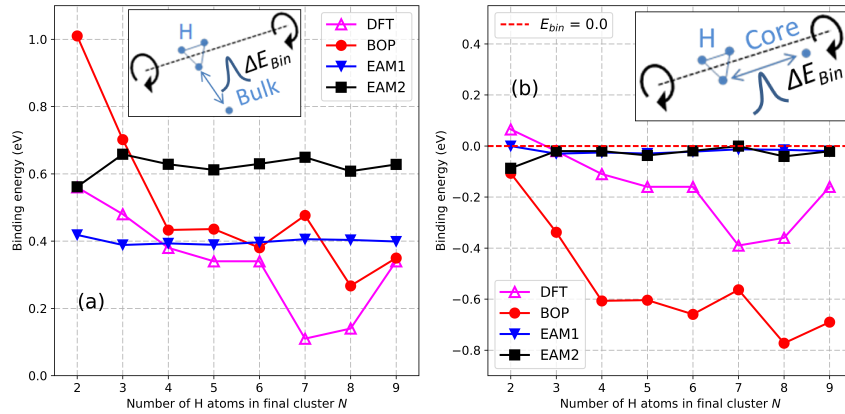 1.0
0.8
0.6
0.4
0.2
0.0
Binding energy (eV)
2 3 4 5 6 7 8 9
Number of H atoms in final cluster N
H
ΔE_Bin
Bulk
DFT
BOP
EAM1
EAM2
(a)
0.4
0.2
0.0
−0.2
−0.4
−0.6
−0.8
Binding energy (eV)
2 3 4 5 6 7 8 9
Number of H atoms in final cluster N
E_bin = 0.0
H Core
ΔE_Bin
(b)
DFT
BOP
EAM1
EAM2